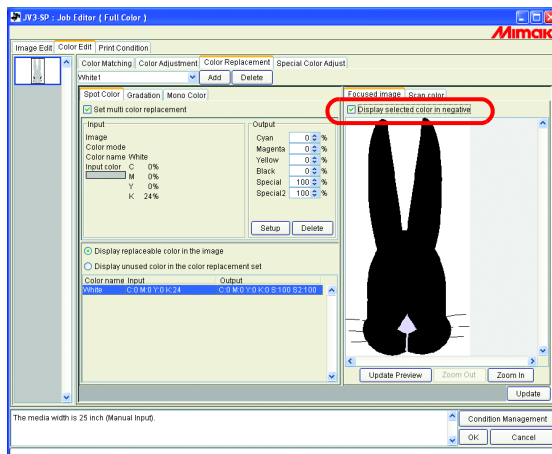 JV3-SP : Job Editor ( Full Color )
Mimaki
Image Edit Color Edit Print Condition
Color Matching Color Adjustment Color Replacement Special Color Adjust
White1 Add Delete
Spot Color Gradation Mono Color
Focused image Scan color
Set multi color replacement
Display selected color in negative
Input
Output
Image
Color mode
Color name White
Input color C 0%
M 0%
Y 0%
K 24%
Cyan 0 %
Magenta 0 %
Yellow 0 %
Black 0 %
Special 100 %
Special2 100 %
Setup Delete
Display replaceable color in the image
Display unused color in the color replacement set
Color name Input Output
White C:0 M:0 Y:0 K:24 C:0 M:0 Y:0 K:0 S:100 S2:100
Update Preview Zoom Out Zoom In
Update
The media width is 25 inch (Manual Input).
Condition Management
OK Cancel